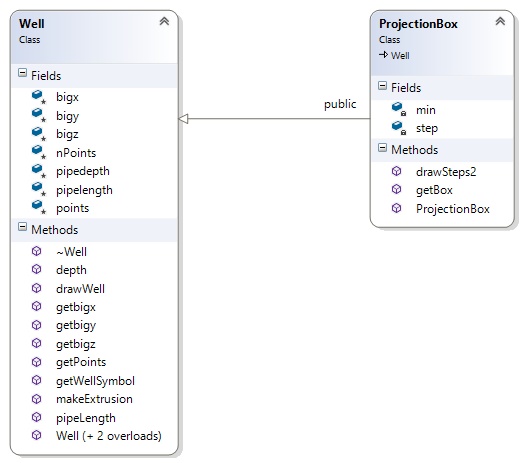 Well
Class
Fields
bigx
bigy
bigz
nPoints
pipedepth
pipelength
points
Methods
~Well
depth
drawWell
getbigx
getbigy
getbigz
getPoints
getWellSymbol
makeExtrusion
pipeLength
Well (+ 2 overloads)
public
ProjectionBox
Class
Well
Fields
min
step
Methods
drawSteps2
getBox
ProjectionBox